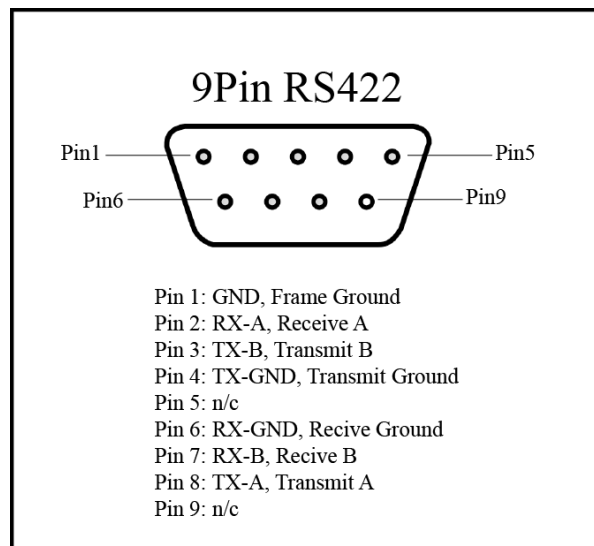 9Pin RS422
Pin1
Pin5
Pin6
Pin9
Pin 1: GND, Frame Ground
Pin 2: RX-A, Receive A
Pin 3: TX-B, Transmit B
Pin 4: TX-GND, Transmit Ground
Pin 5: n/c
Pin 6: RX-GND, Recive Ground
Pin 7: RX-B, Recive B
Pin 8: TX-A, Transmit A
Pin 9: n/c